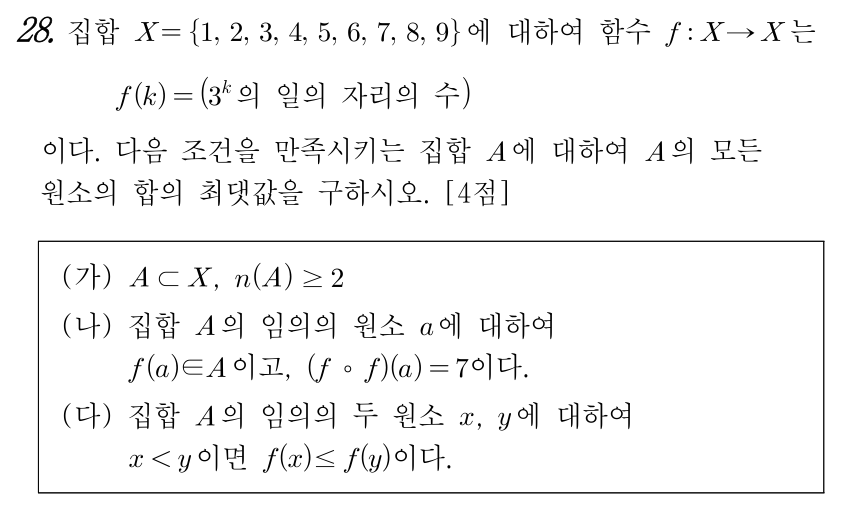 28. 집합 X={1, 2, 3, 4, 5, 6, 7, 8, 9}에 대하여 함수 f : X→X는
f(k)=(3^k의 일의 자리의 수)
이다. 다음 조건을 만족시키는 집합 A에 대하여 A의 모든
원소의 합의 최댓값을 구하시오. [4점]
(가) A⊂X, n(A)≥2
(나) 집합 A의 임의의 원소 a에 대하여
f(a)∈A이고, (f∘f)(a)=7이다.
(다) 집합 A의 임의의 두 원소 x, y에 대하여
x<y이면 f(x)≤f(y)이다.